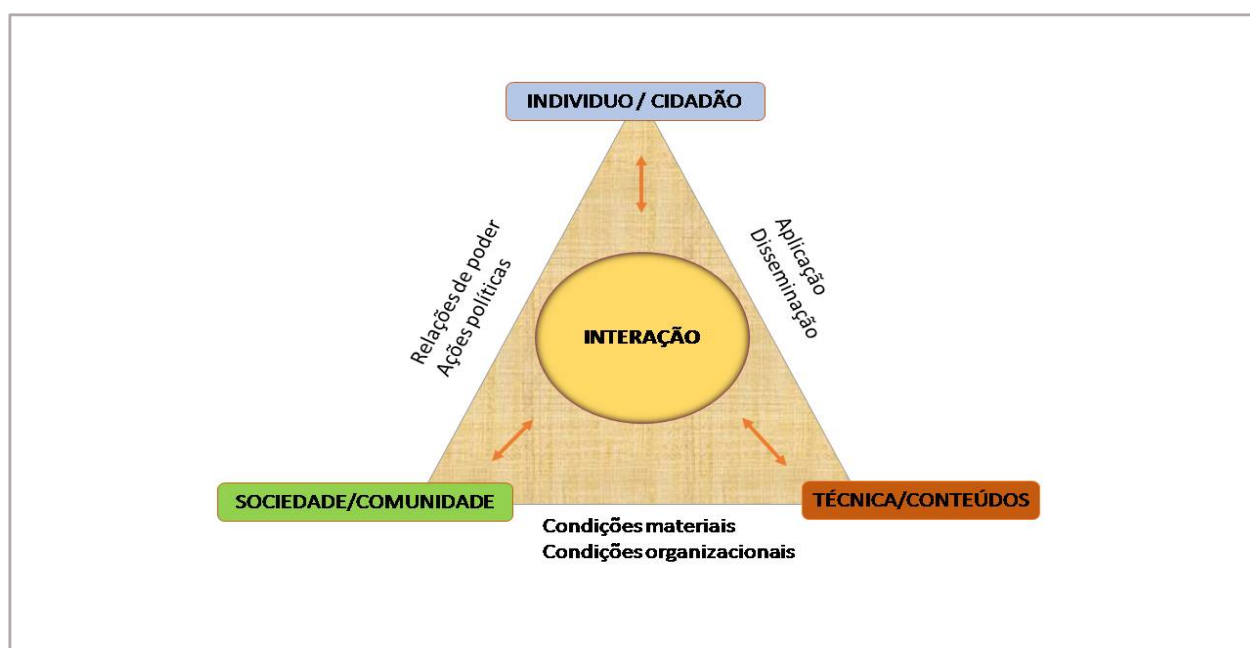 INDIVIDUO / CIDADÃO
Relações de poder
Ações políticas
Aplicação
Disseminação
INTERAÇÃO
SOCIEDADE/COMUNIDADE
TÉCNICA/CONTEÚDOS
Condições materiais
Condições organizacionais